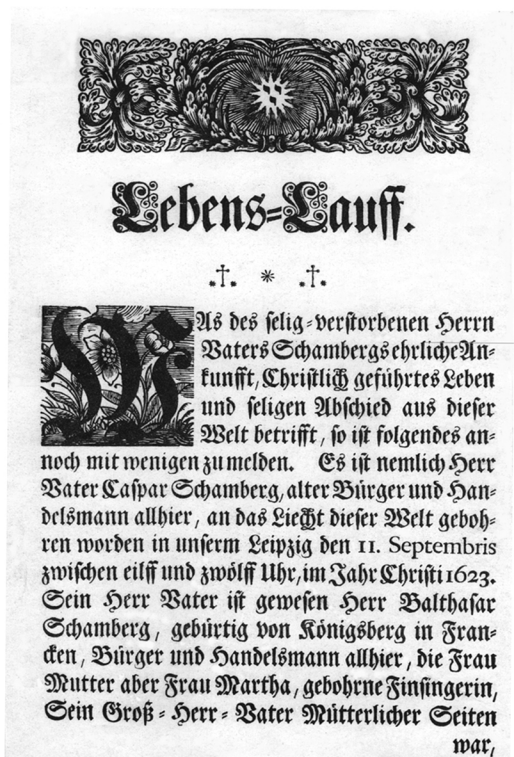 Lebens-Lauff.
WAs des selig-verstorbenen Herrn
Vaters Schambergs ehrliche An-
kunfft, Christlich geführtes Leben
und seligen Abschied aus dieser
Welt betrifft, so ist folgendes an-
noch mit wenigen zu melden. Es ist nemlich Herr
Vater Caspar Schamberg, alter Bürger und Han-
delsmann allhier, an das Liecht dieser Welt geboh-
ren worden in unserm Leipzig den 11. Septembris
zwischen eilff und zwölff Uhr, im Jahr Christi 1623.
Sein Herr Vater ist gewesen Herr Balthasar
Schamberg, gebürtig von Königsberg in Fran-
cken, Bürger und Handelsmann allhier, die Frau
Mutter aber Frau Martha, gebohrne Finsingerin,
Sein Groß-Herr-Vater Mütterlicher Seiten
war,